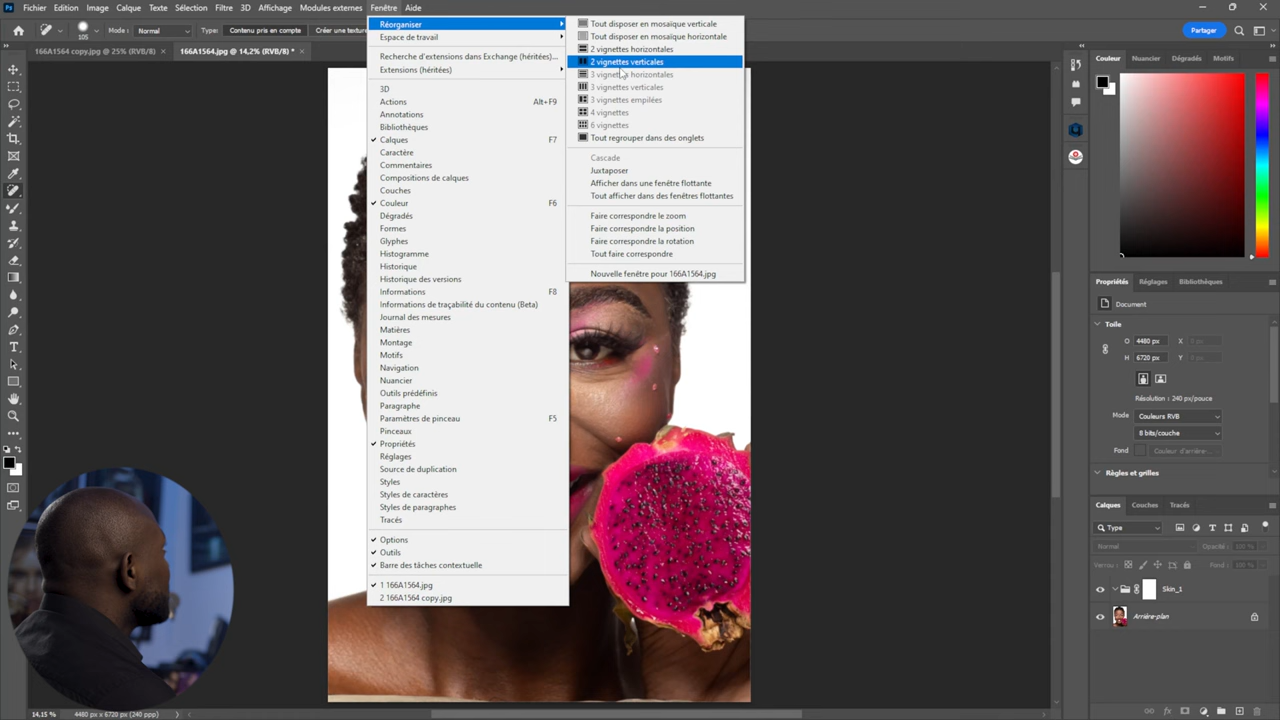 Fichier Edition Image Calque Texte Sélection Filtre 3D Affichage Modules externes Fenêtre Aide
Mode : Normal Type : Contenu pris en compte Créer une texture
Partager
166A1564 copy.jpg @ 25% (RVB/8) × 166A1564.jpg @ 14,2% (RVB/8) * ×
Réorganiser
Espace de travail
Recherche d'extensions dans Exchange (héritées)...
Extensions (héritées)
3D
Actions Alt+F9
Annotations
Bibliothèques
Calques F7
Caractère
Commentaires
Compositions de calques
Couches
Couleur F6
Dégradés
Formes
Glyphes
Histogramme
Historique
Historique des versions
Informations F8
Informations de traçabilité du contenu (Beta)
Journal des mesures
Matières
Montage
Motifs
Navigation
Nuancier
Outils prédéfinis
Paragraphe
Paramètres de pinceau F5
Pinceaux
Propriétés
Réglages
Source de duplication
Styles
Styles de caractères
Styles de paragraphes
Tracés
Options
Outils
Barre des tâches contextuelle
1 166A1564.jpg
2 166A1564 copy.jpg
Tout disposer en mosaïque verticale
Tout disposer en mosaïque horizontale
2 vignettes horizontales
2 vignettes verticales
3 vignettes horizontales
3 vignettes verticales
3 vignettes empilées
4 vignettes
6 vignettes
Tout regrouper dans des onglets
Cascade
Juxtaposer
Afficher dans une fenêtre flottante
Tout afficher dans des fenêtres flottantes
Faire correspondre le zoom
Faire correspondre la position
Faire correspondre la rotation
Tout faire correspondre
Nouvelle fenêtre pour 166A1564.jpg
Couleur Nuancier Dégradés Motifs
Propriétés Réglages Bibliothèques
Document
Toile
O 4480 px X
H 6720 px Y
Résolution : 240 px/pouce
Mode Couleurs RVB
8 bits/couche
Fond Couleur d'arrière-...
Règles et grilles
Calques Couches Tracés
Type
Normal Opacité : 100 %
Verrou : Fond : 100 %
Skin_1
Arrière-plan
14,15 % 4480 px x 6720 px (240 ppp)